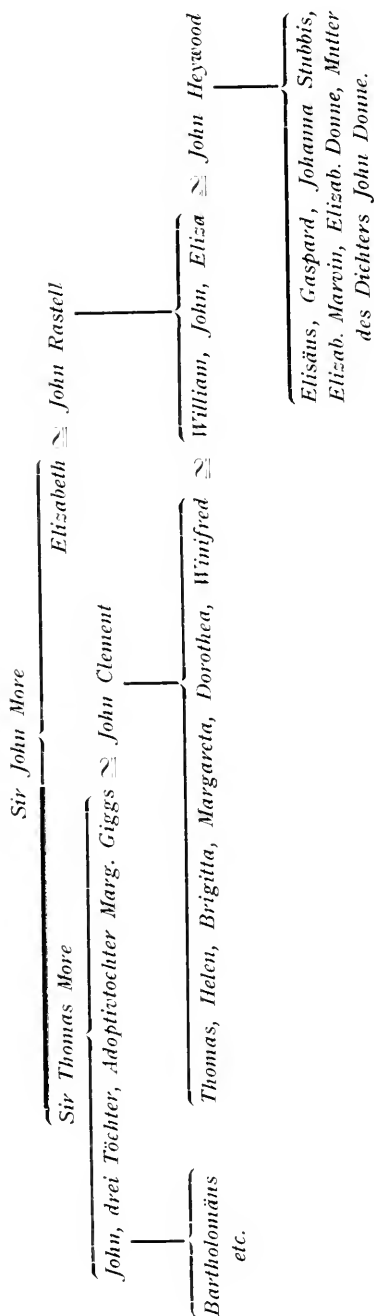 Sir John More
Sir Thomas More Elizabeth ⚭ John Rastell
John, drei Töchter, Adoptivtochter Marg. Giggs ⚭ John Clement
Bartholomäus
etc.
Thomas, Helen, Brigitta, Margareta, Dorothea, Winifred ⚭ William, John, Eliza ⚭ John Heywood
Elisäus, Gaspard, Johanna Stubbis,
Elizab. Marvin, Elizab. Donne, Mutter
des Dichters John Donne.